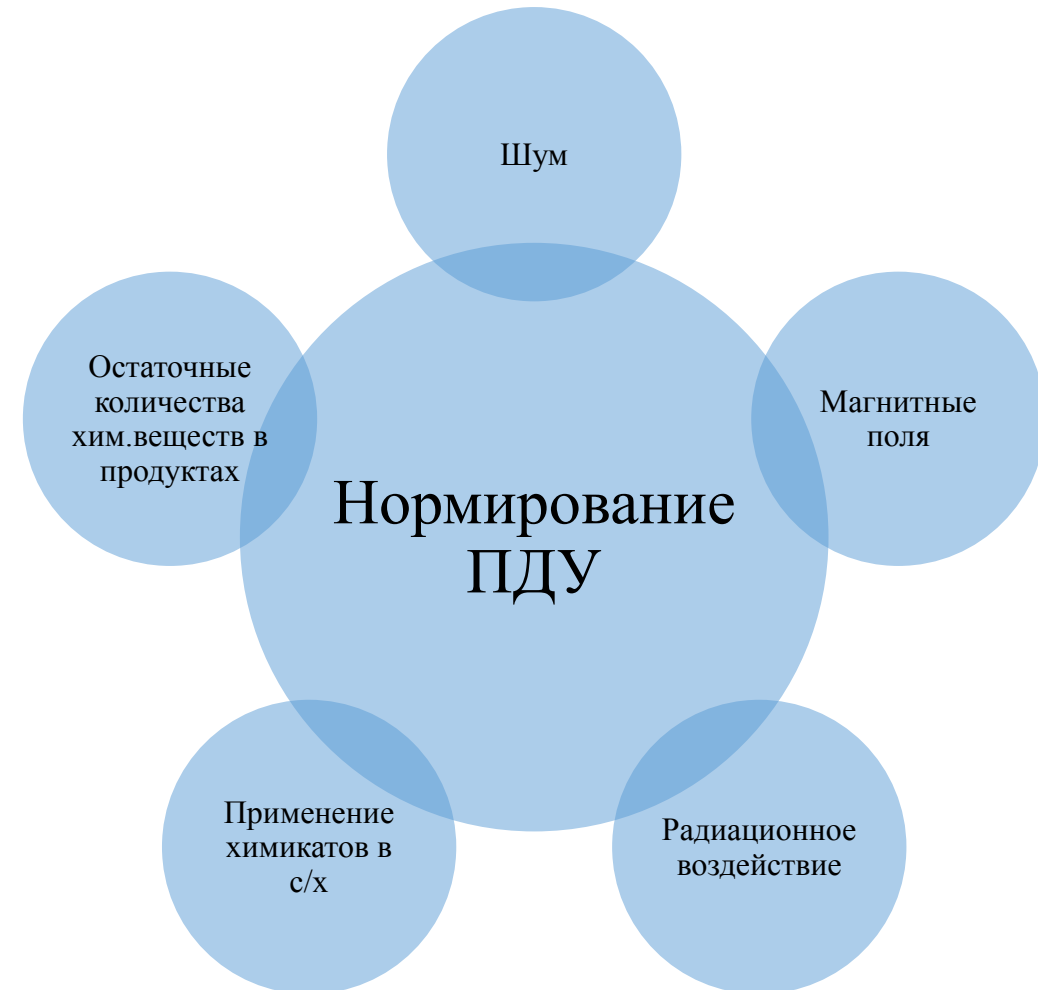 Шум
Остаточные
количества
хим.веществ в
продуктах
Магнитные
поля
Нормирование
ПДУ
Применение
химикатов в
с/х
Радиационное
воздействие